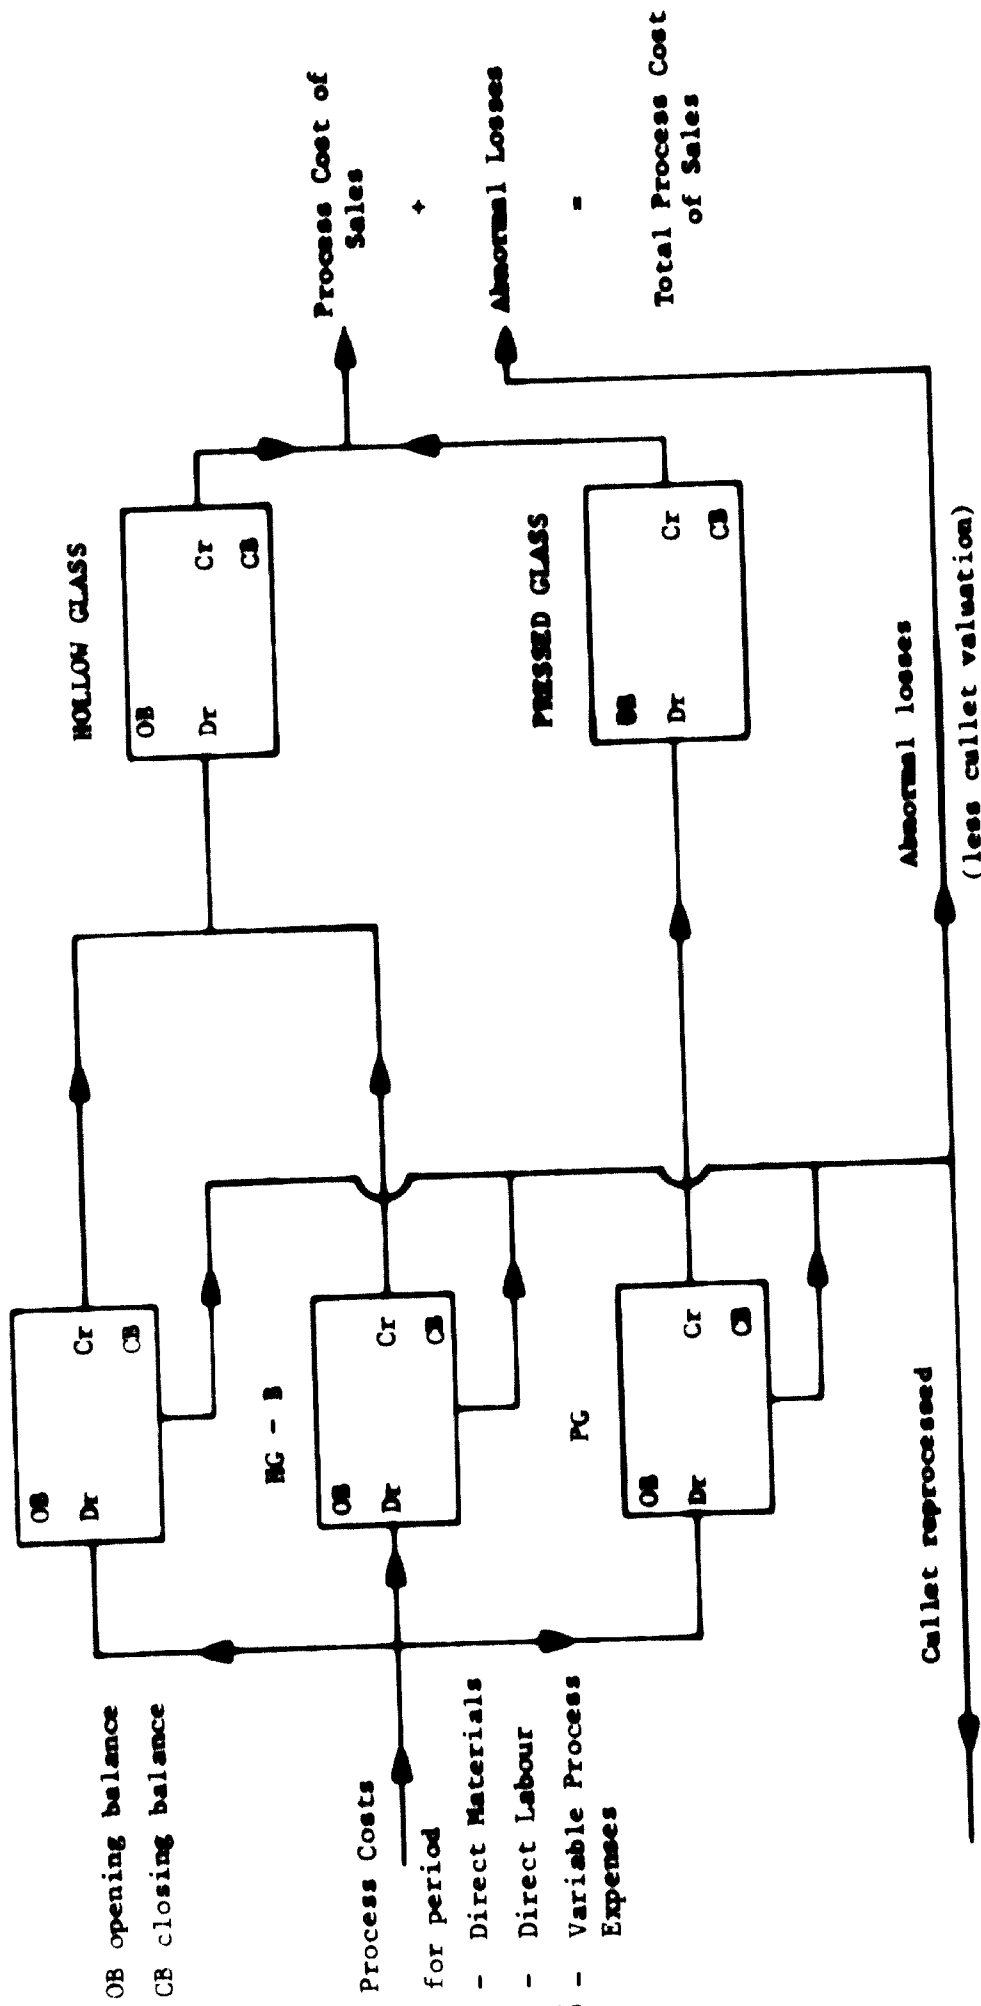 OB opening balance
CB closing balance
Process Costs
for period
- Direct Materials
- Direct Labour
- Variable Process
Expenses
OB
Dr
Cr
CB
HG - B
OB
Dr
Cr
CB
PG
OB
Dr
Cr
CB
Cullet reprocessed
Abnormal losses
(less cullet valuation)
HOLLOW GLASS
OB
Dr
Cr
CB
PRESSED GLASS
OB
Dr
Cr
CB
Process Cost of
Sales
+
Abnormal Losses
=
Total Process Cost
of Sales